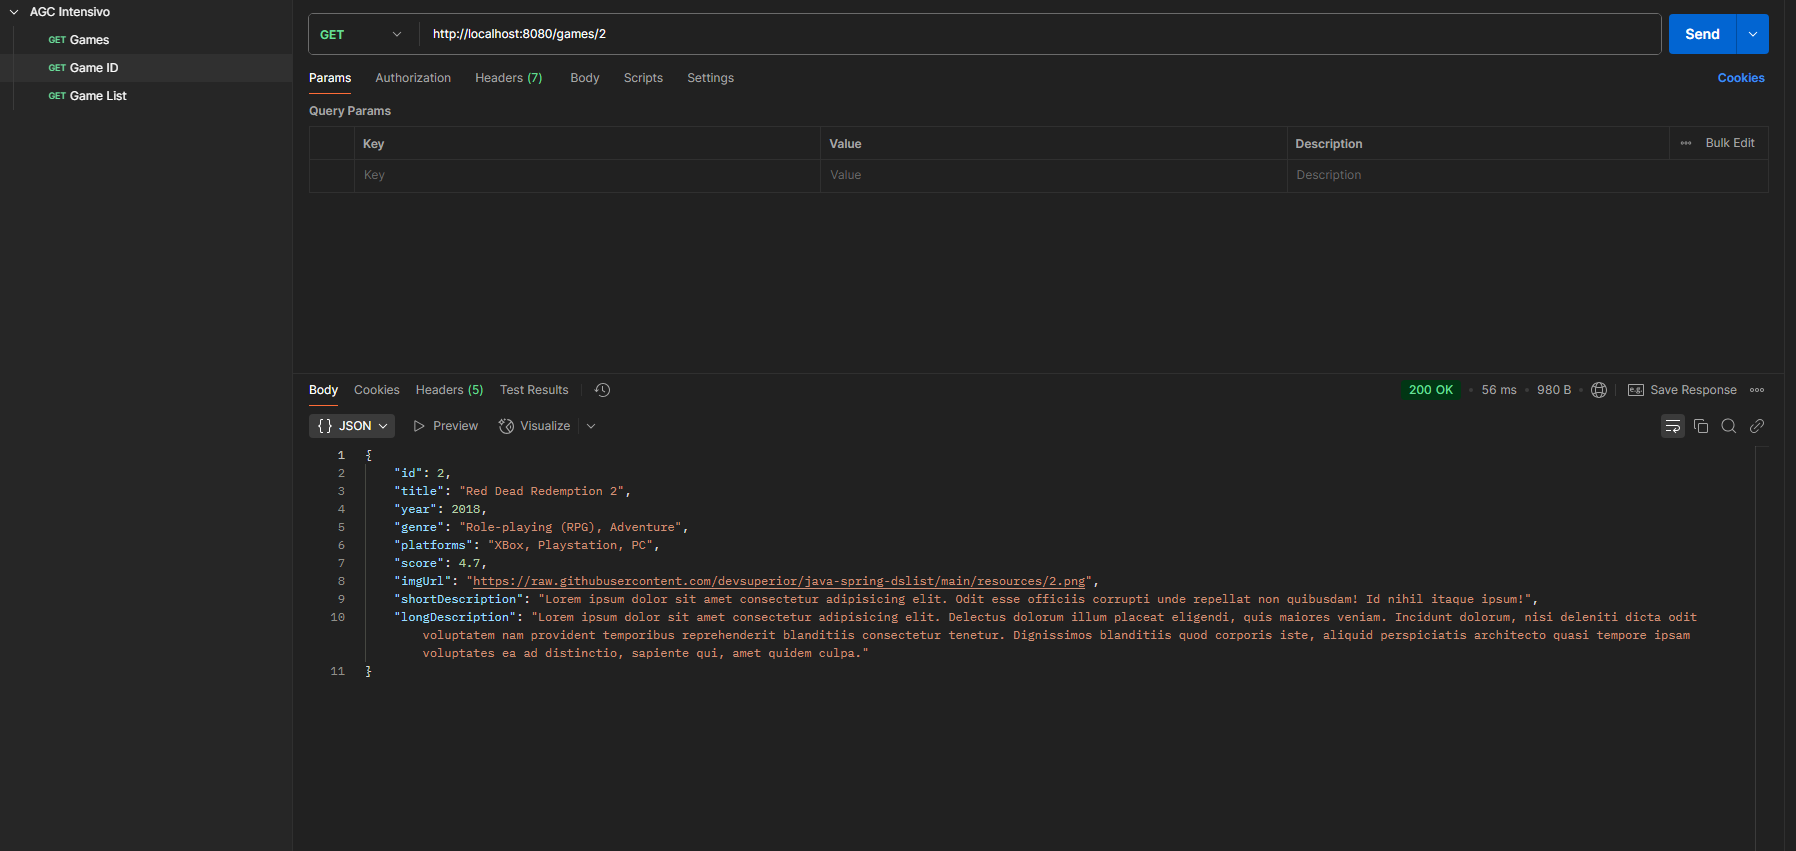 AGC Intensivo
GET Games
GET Game ID
GET Game List
GET http://localhost:8080/games/2 Send
Params Authorization Headers (7) Body Scripts Settings Cookies
Query Params
Key Value Description Bulk Edit
Key Value Description
Body Cookies Headers (5) Test Results 200 OK 56 ms 980 B e.g. Save Response
{} JSON Preview Visualize
1 {
2 "id": 2,
3 "title": "Red Dead Redemption 2",
4 "year": 2018,
5 "genre": "Role-playing (RPG), Adventure",
6 "platforms": "XBox, Playstation, PC",
7 "score": 4.7,
8 "imgUrl": "https://raw.githubusercontent.com/devsuperior/java-spring-dslist/main/resources/2.png",
9 "shortDescription": "Lorem ipsum dolor sit amet consectetur adipisicing elit. Odit esse officiis corrupti unde repellat non quibusdam! Id nihil itaque ipsum!",
10 "longDescription": "Lorem ipsum dolor sit amet consectetur adipisicing elit. Delectus dolorum illum placeat eligendi, quis maiores veniam. Incidunt dolorum, nisi deleniti dicta odit
voluptatem nam provident temporibus reprehenderit blanditiis consectetur tenetur. Dignissimos blanditiis quod corporis iste, aliquid perspiciatis architecto quasi tempore ipsam
voluptates ea ad distinctio, sapiente qui, amet quidem culpa."
11 }